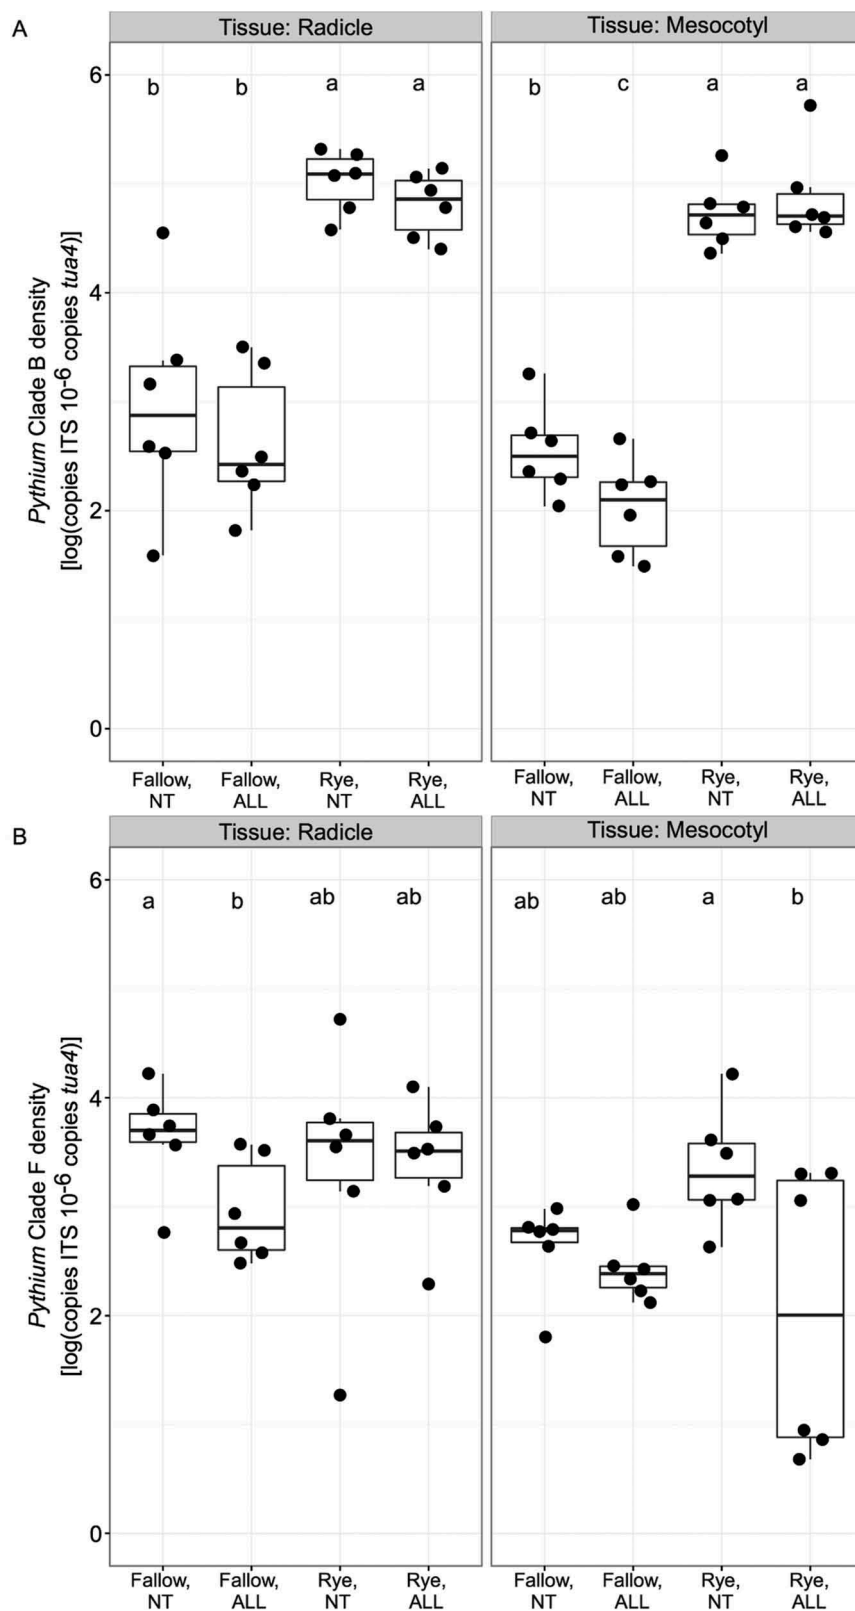 A
Tissue: Radicle
Tissue: Mesocotyl
6
b
b
a
a
b
c
a
a
4
2
0
Pythium Clade B density
[log(copies ITS 10-6 copies tua4)]
Fallow,
NT
Fallow,
ALL
Rye,
NT
Rye,
ALL
Fallow,
NT
Fallow,
ALL
Rye,
NT
Rye,
ALL
B
Tissue: Radicle
Tissue: Mesocotyl
6
a
b
ab
ab
ab
ab
a
b
4
2
0
Pythium Clade F density
[log(copies ITS 10-6 copies tua4)]
Fallow,
NT
Fallow,
ALL
Rye,
NT
Rye,
ALL
Fallow,
NT
Fallow,
ALL
Rye,
NT
Rye,
ALL